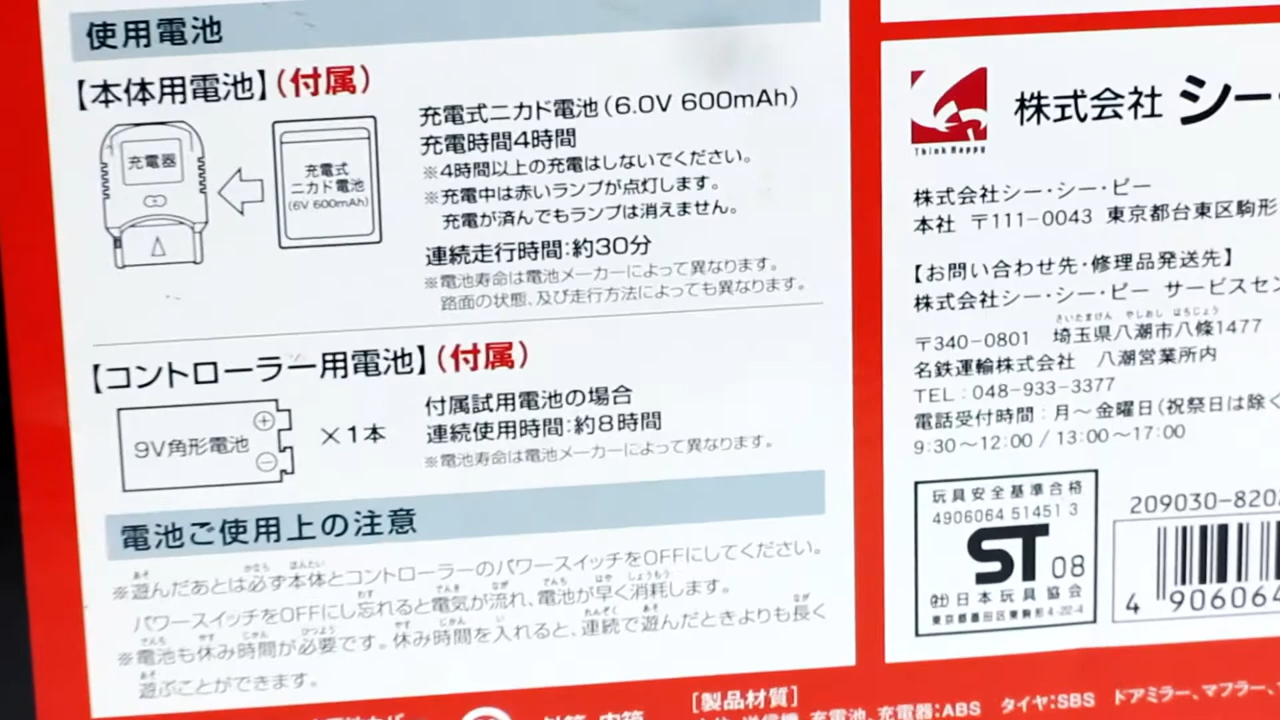 使用電池
【本体用電池】(付属)
充電器
充電式
ニカド電池
(6V 600mAh)
充電式ニカド電池(6.0V 600mAh)
充電時間4時間
※4時間以上の充電はしないでください。
※充電中は赤いランプが点灯します。
充電が済んでもランプは消えません。
連続走行時間:約30分
※電池寿命は電池メーカーによって異なります。
路面の状態、及び走行方法によっても異なります。
【コントローラー用電池】(付属)
9V角形電池
×1本
付属試用電池の場合
連続使用時間:約8時間
※電池寿命は電池メーカーによって異なります。
電池ご使用上の注意
※遊んだあとは必ず本体とコントローラーのパワースイッチをOFFにしてください。
パワースイッチをOFFにし忘れると電気が流れ、電池が早く消耗します。
※電池も休み時間が必要です。休み時間を入れると、連続で遊んだときよりも長く
遊ぶことができます。
Think Happy
株式会社 シー・
株式会社シー・シー・ピー
本社 〒111-0043 東京都台東区駒形
【お問い合わせ先・修理品発送先】
株式会社シー・シー・ピー サービスセン
さいたまけん やしおし はちじょう
〒340-0801 埼玉県八潮市八條1477
名鉄運輸株式会社 八潮営業所内
TEL:048-933-3377
電話受付時間:月~金曜日(祝祭日は除く
9:30~12:00 / 13:00~17:00
玩具安全基準合格
4906064 51451 3
ST 08
(社)日本玩具協会
東京都墨田区東駒形4-22-4
209030-820
4 906064
[製品材質]
充電池、充電器:ABS タイヤ:SBS ドアミラー、マフラー、